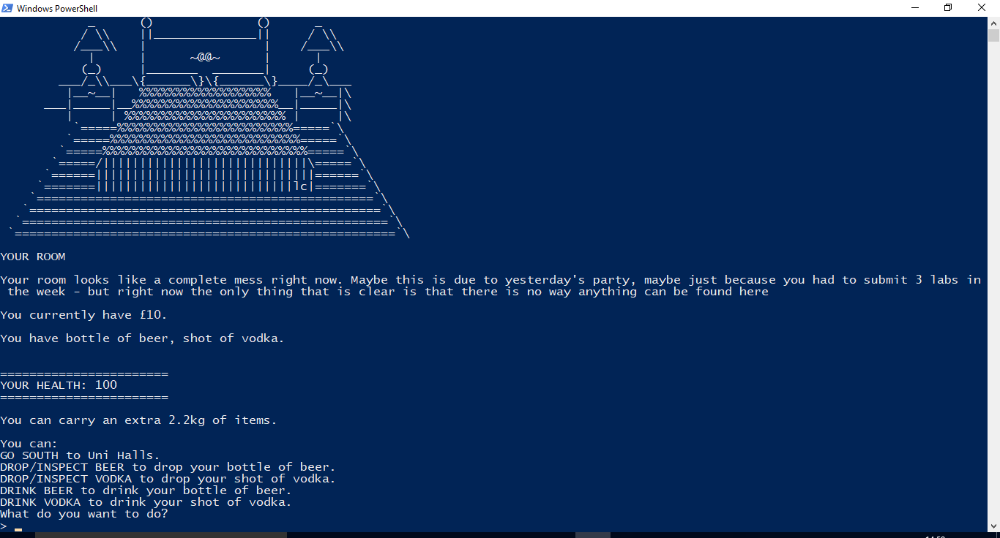 Windows PowerShell
~@@~
lc
YOUR ROOM
Your room looks like a complete mess right now. Maybe this is due to yesterday's party, maybe just because you had to submit 3 labs in
the week - but right now the only thing that is clear is that there is no way anything can be found here
You currently have £10.
You have bottle of beer, shot of vodka.
=======================
YOUR HEALTH: 100
=======================
You can carry an extra 2.2kg of items.
You can:
GO SOUTH to Uni Halls.
DROP/INSPECT BEER to drop your bottle of beer.
DROP/INSPECT VODKA to drop your shot of vodka.
DRINK BEER to drink your bottle of beer.
DRINK VODKA to drink your shot of vodka.
What do you want to do?
> _